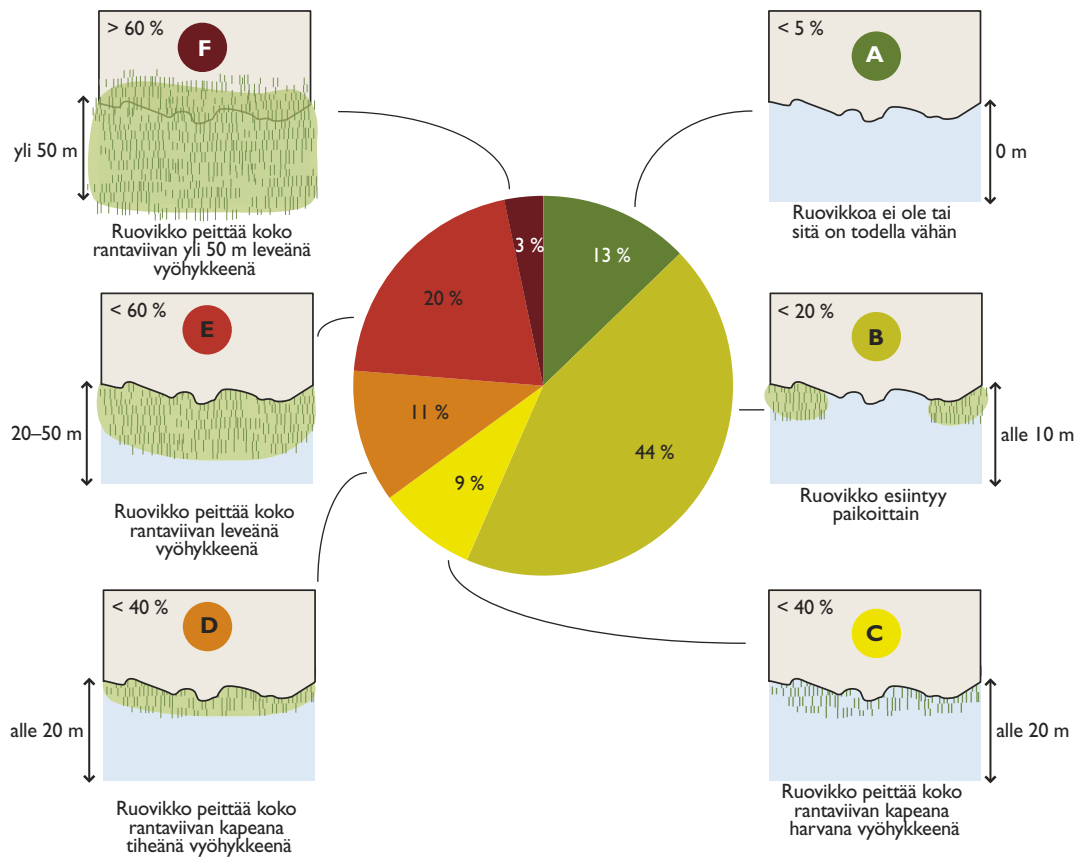 > 60 %
F
yli 50 m
Ruovikko peittää koko
rantaviivan yli 50 m leveänä
vyöhykkeenä
< 5 %
A
0 m
Ruovikkoa ei ole tai
sitä on todella vähän
3 %
13 %
20 %
11 %
9 %
44 %
< 60 %
E
20–50 m
Ruovikko peittää koko
rantaviivan leveänä
vyöhykkeenä
< 20 %
B
alle 10 m
Ruovikko esiintyy
paikoittain
< 40 %
D
alle 20 m
Ruovikko peittää koko
rantaviivan kapeana
tiheänä vyöhykkeenä
< 40 %
C
alle 20 m
Ruovikko peittää koko
rantaviivan kapeana
harvana vyöhykkeenä